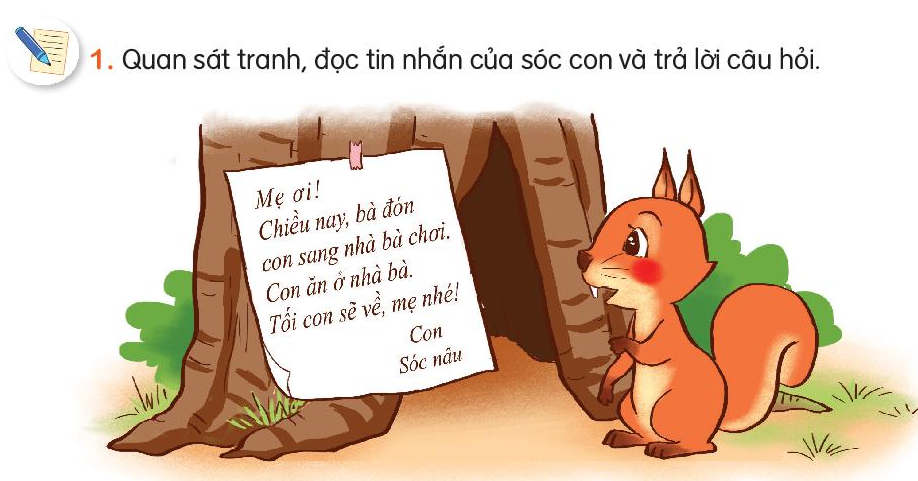 1. Quan sát tranh, đọc tin nhắn của sóc con và trả lời câu hỏi.
Mẹ ơi!
Chiều nay, bà đón
con sang nhà bà chơi.
Con ăn ở nhà bà.
Tối con sẽ về, mẹ nhé!
Con
Sóc nâu